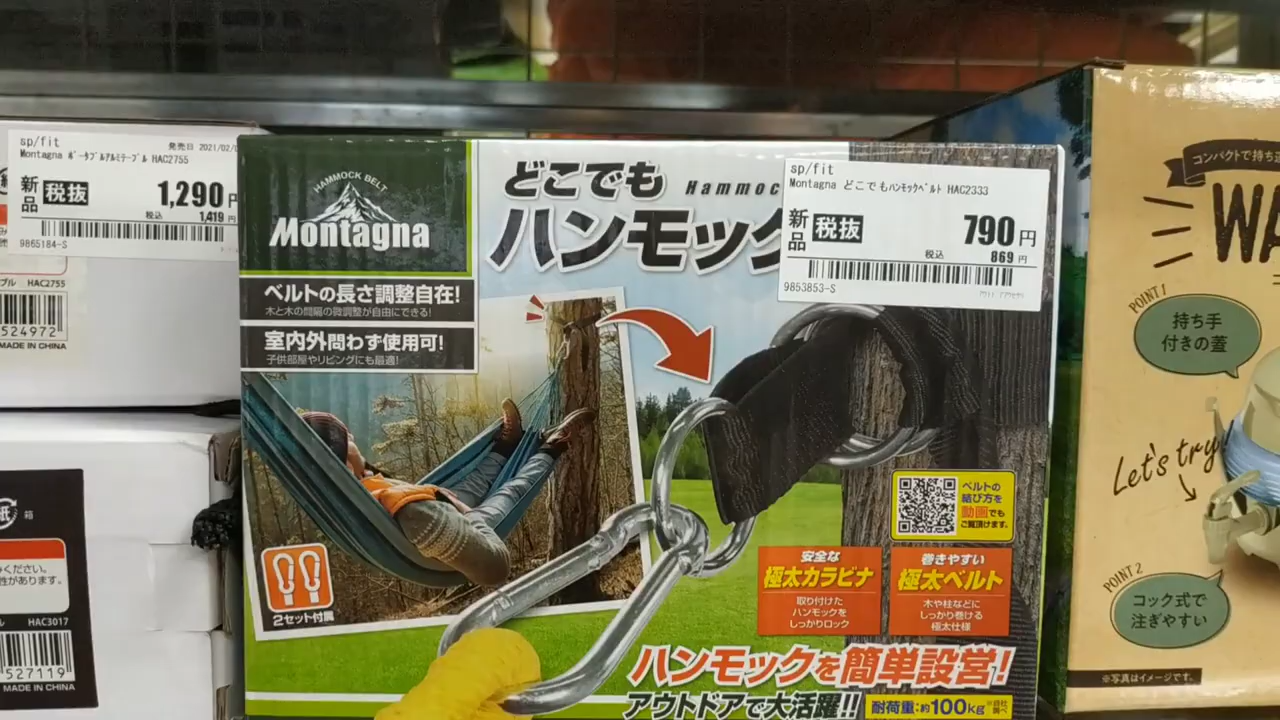 sp/fit
発売日 2021/02/
Montagna ﾎﾟｰﾀﾌﾞﾙｱﾙﾐﾃｰﾌﾞﾙ HAC2755
新品 税抜 1,290円
税込 1,419円
9865184-S
HAC2755
524972
MADE IN CHINA
箱
ください。
性があります。
HAC3017
527119
MADE IN CHINA
HAMMOCK BELT
Montagna
どこでも Hammoc
ハンモック
ベルトの長さ調整自在!
木と木の間隔の微調整が自由にできる!
室内外問わず使用可!
子供部屋やリビングにも最適!
2セット付属
sp/fit
Montagna どこでもﾊﾝﾓｯｸﾍﾞﾙﾄ HAC2333
新品 税抜 790円
税込 869円
9853853-S
ベルトの
結び方を
動画でも
ご覧頂けます。
安全な
極太カラビナ
取り付けた
ハンモックを
しっかりロック
巻きやすい
極太ベルト
木や柱などに
しっかり巻ける
極太仕様
ハンモックを簡単設営!
アウトドアで大活躍!!
耐荷重:約100kg ※自社調べ
コンパクトで持ち
WA
POINT 1
持ち手
付きの蓋
Let's try
POINT 2
コック式で
注ぎやすい
※写真はイメージです。